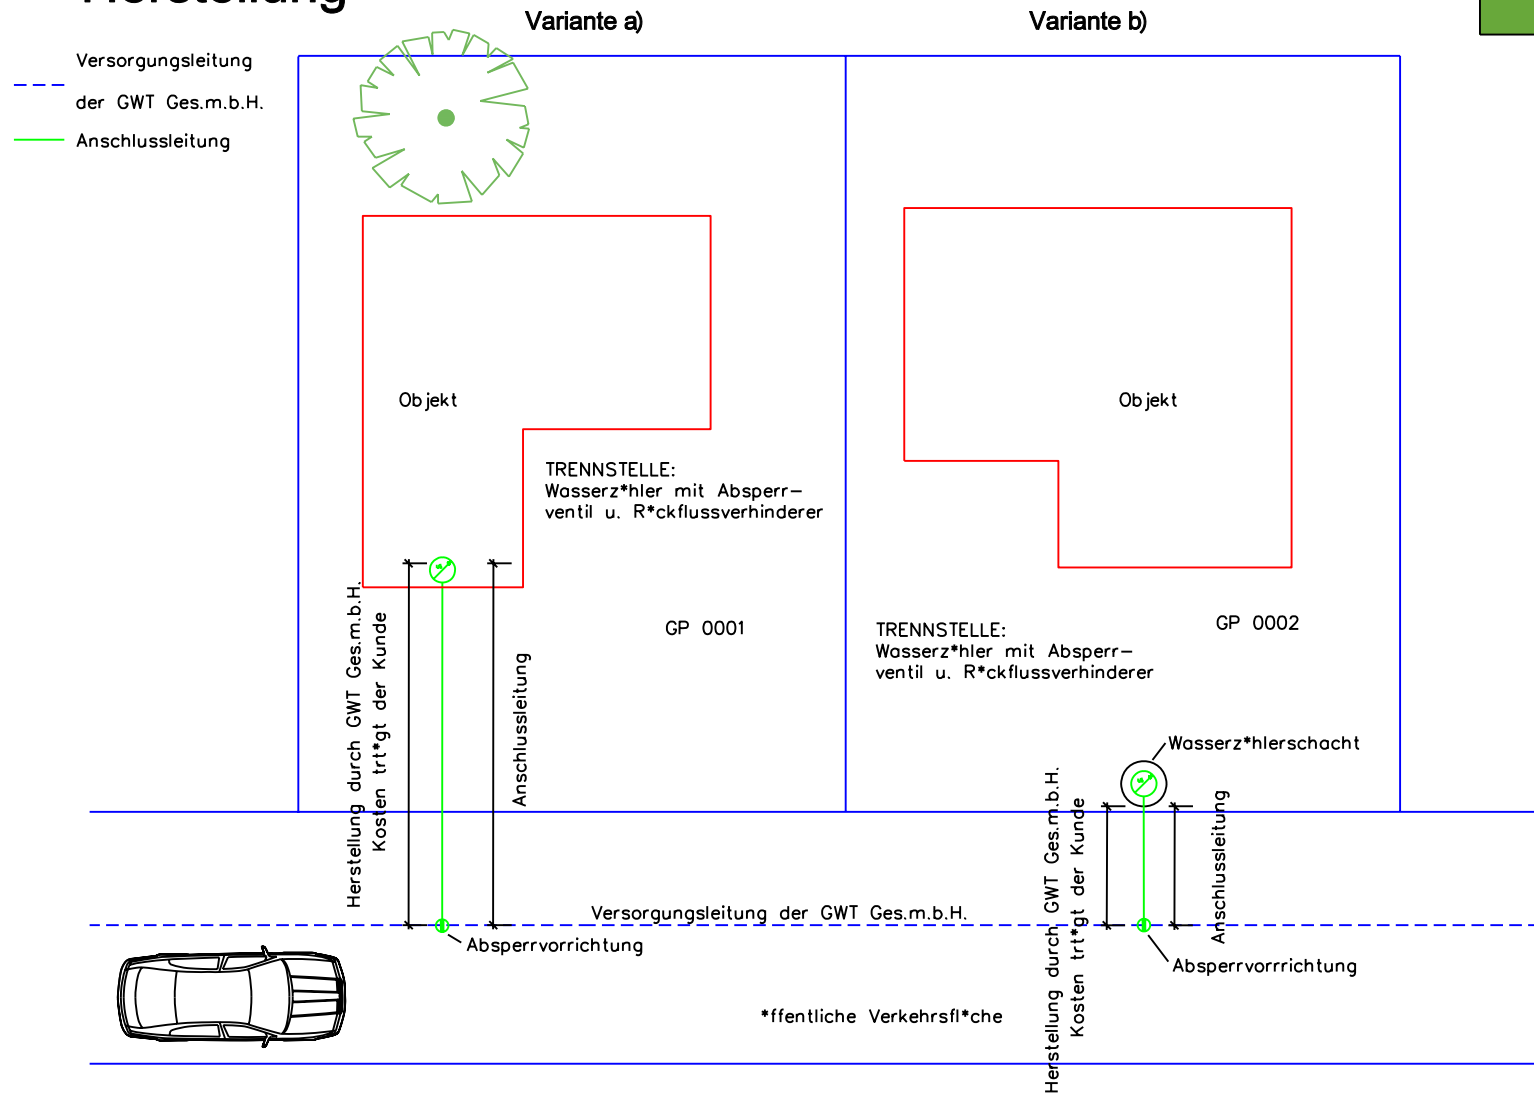 Herstellung
Variante a)
Variante b)
Versorgungsleitung
der GWT Ges.m.b.H.
Anschlussleitung
Objekt
Objekt
TRENNSTELLE:
Wasserz*hler mit Absperr-
ventil u. R*ckflussverhinderer
GP 0001
GP 0002
TRENNSTELLE:
Wasserz*hler mit Absperr-
ventil u. R*ckflussverhinderer
Herstellung durch GWT Ges.m.b.H.
Kosten trt*gt der Kunde
Anschlussleitung
Wasserz*hlerschacht
Herstellung durch GWT Ges.m.b.H.
Kosten trt*gt der Kunde
Anschlussleitung
Versorgungsleitung der GWT Ges.m.b.H.
Absperrvorrichtung
Absperrvorrrichtung
*ffentliche Verkehrsfl*che